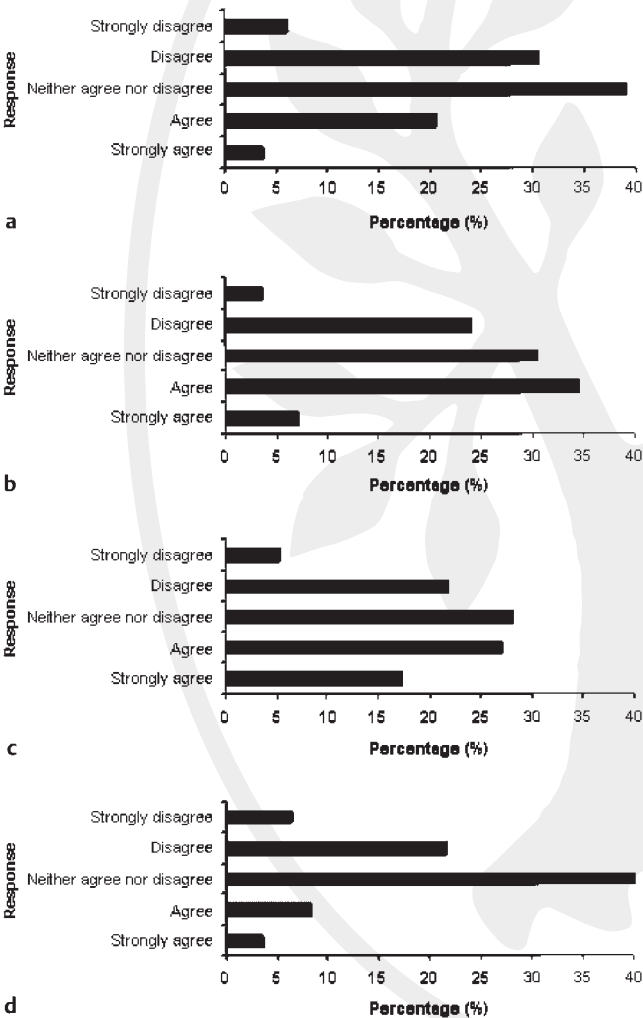 Response
Strongly disagree
Disagree
Neither agree nor disagree
Agree
Strongly agree
0 5 10 15 20 25 30 35 40
Percentage (%)
a
Response
Strongly disagree
Disagree
Neither agree nor disagree
Agree
Strongly agree
0 5 10 15 20 25 30 35 40
Percentage (%)
b
Response
Strongly disagree
Disagree
Neither agree nor disagree
Agree
Strongly agree
0 5 10 15 20 25 30 35 40
Percentage (%)
c
Response
Strongly disagree
Disagree
Neither agree nor disagree
Agree
Strongly agree
0 5 10 15 20 25 30 35 40
Percentage (%)
d